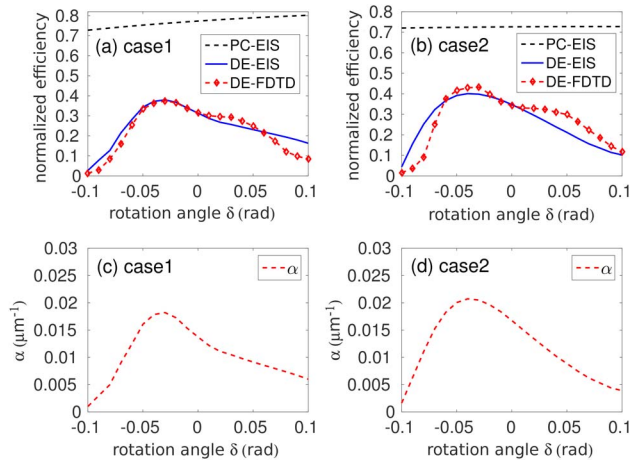 0.8
0.7
0.6
0.5
0.4
0.3
0.2
0.1
0
normalized efficiency
(a) case1
PC-EIS
DE-EIS
DE-FDTD
-0.1
-0.05
0
0.05
0.1
rotation angle δ (rad)
0.8
0.7
0.6
0.5
0.4
0.3
0.2
0.1
0
normalized efficiency
(b) case2
PC-EIS
DE-EIS
DE-FDTD
-0.1
-0.05
0
0.05
0.1
rotation angle δ (rad)
0.03
0.025
0.02
0.015
0.01
0.005
0
α (μm⁻¹)
(c) case1
α
-0.1
-0.05
0
0.05
0.1
rotation angle δ (rad)
0.03
0.025
0.02
0.015
0.01
0.005
0
α (μm⁻¹)
(d) case2
α
-0.1
-0.05
0
0.05
0.1
rotation angle δ (rad)